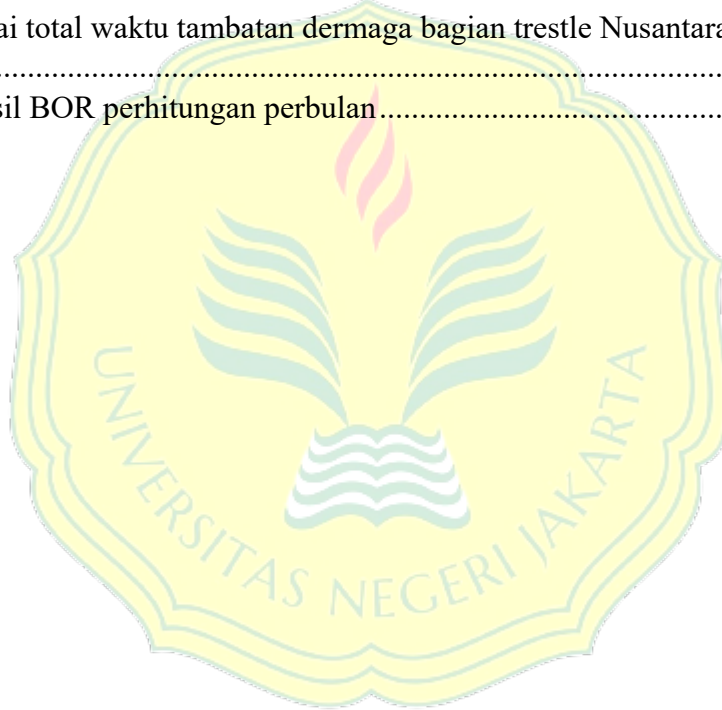 ai total waktu tambatan dermaga bagian trestle Nusantara
................................................................................................
sil BOR perhitungan perbulan............................................
UNIVERSITAS NEGERI JAKARTA